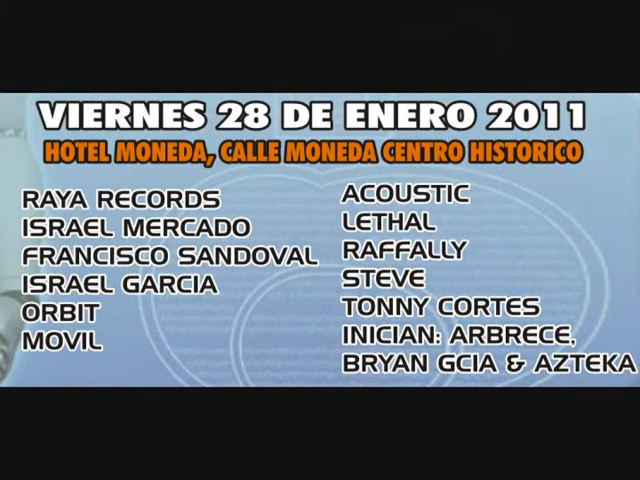 VIERNES 28 DE ENERO 2011
HOTEL MONEDA, CALLE MONEDA CENTRO HISTORICO
RAYA RECORDS
ISRAEL MERCADO
FRANCISCO SANDOVAL
ISRAEL GARCIA
ORBIT
MOVIL
ACOUSTIC
LETHAL
RAFFALLY
STEVE
TONNY CORTES
INICIAN: ARBRECE,
BRYAN GCIA & AZTEKA